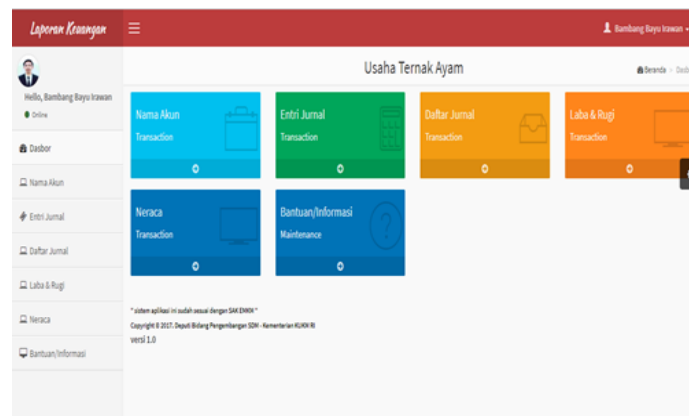 Laporan Keuangan
Bambang Bayu Irawan
Hello, Bambang Bayu Irawan
Online
Usaha Ternak Ayam
Beranda > Dasb
Dasbor
Nama Akun
Entri Jurnal
Daftar Jurnal
Laba & Rugi
Neraca
Bantuan/Informasi
Nama Akun
Transaction
Entri Jurnal
Transaction
Daftar Jurnal
Transaction
Laba & Rugi
Transaction
Neraca
Transaction
Bantuan/Informasi
Maintenance
* sistem aplikasi ini sudah sesuai dengan SAK EMKM *
Copyright © 2017. Deputi Bidang Pengembangan SDM - Kementerian KUKM RI
versi 1.0